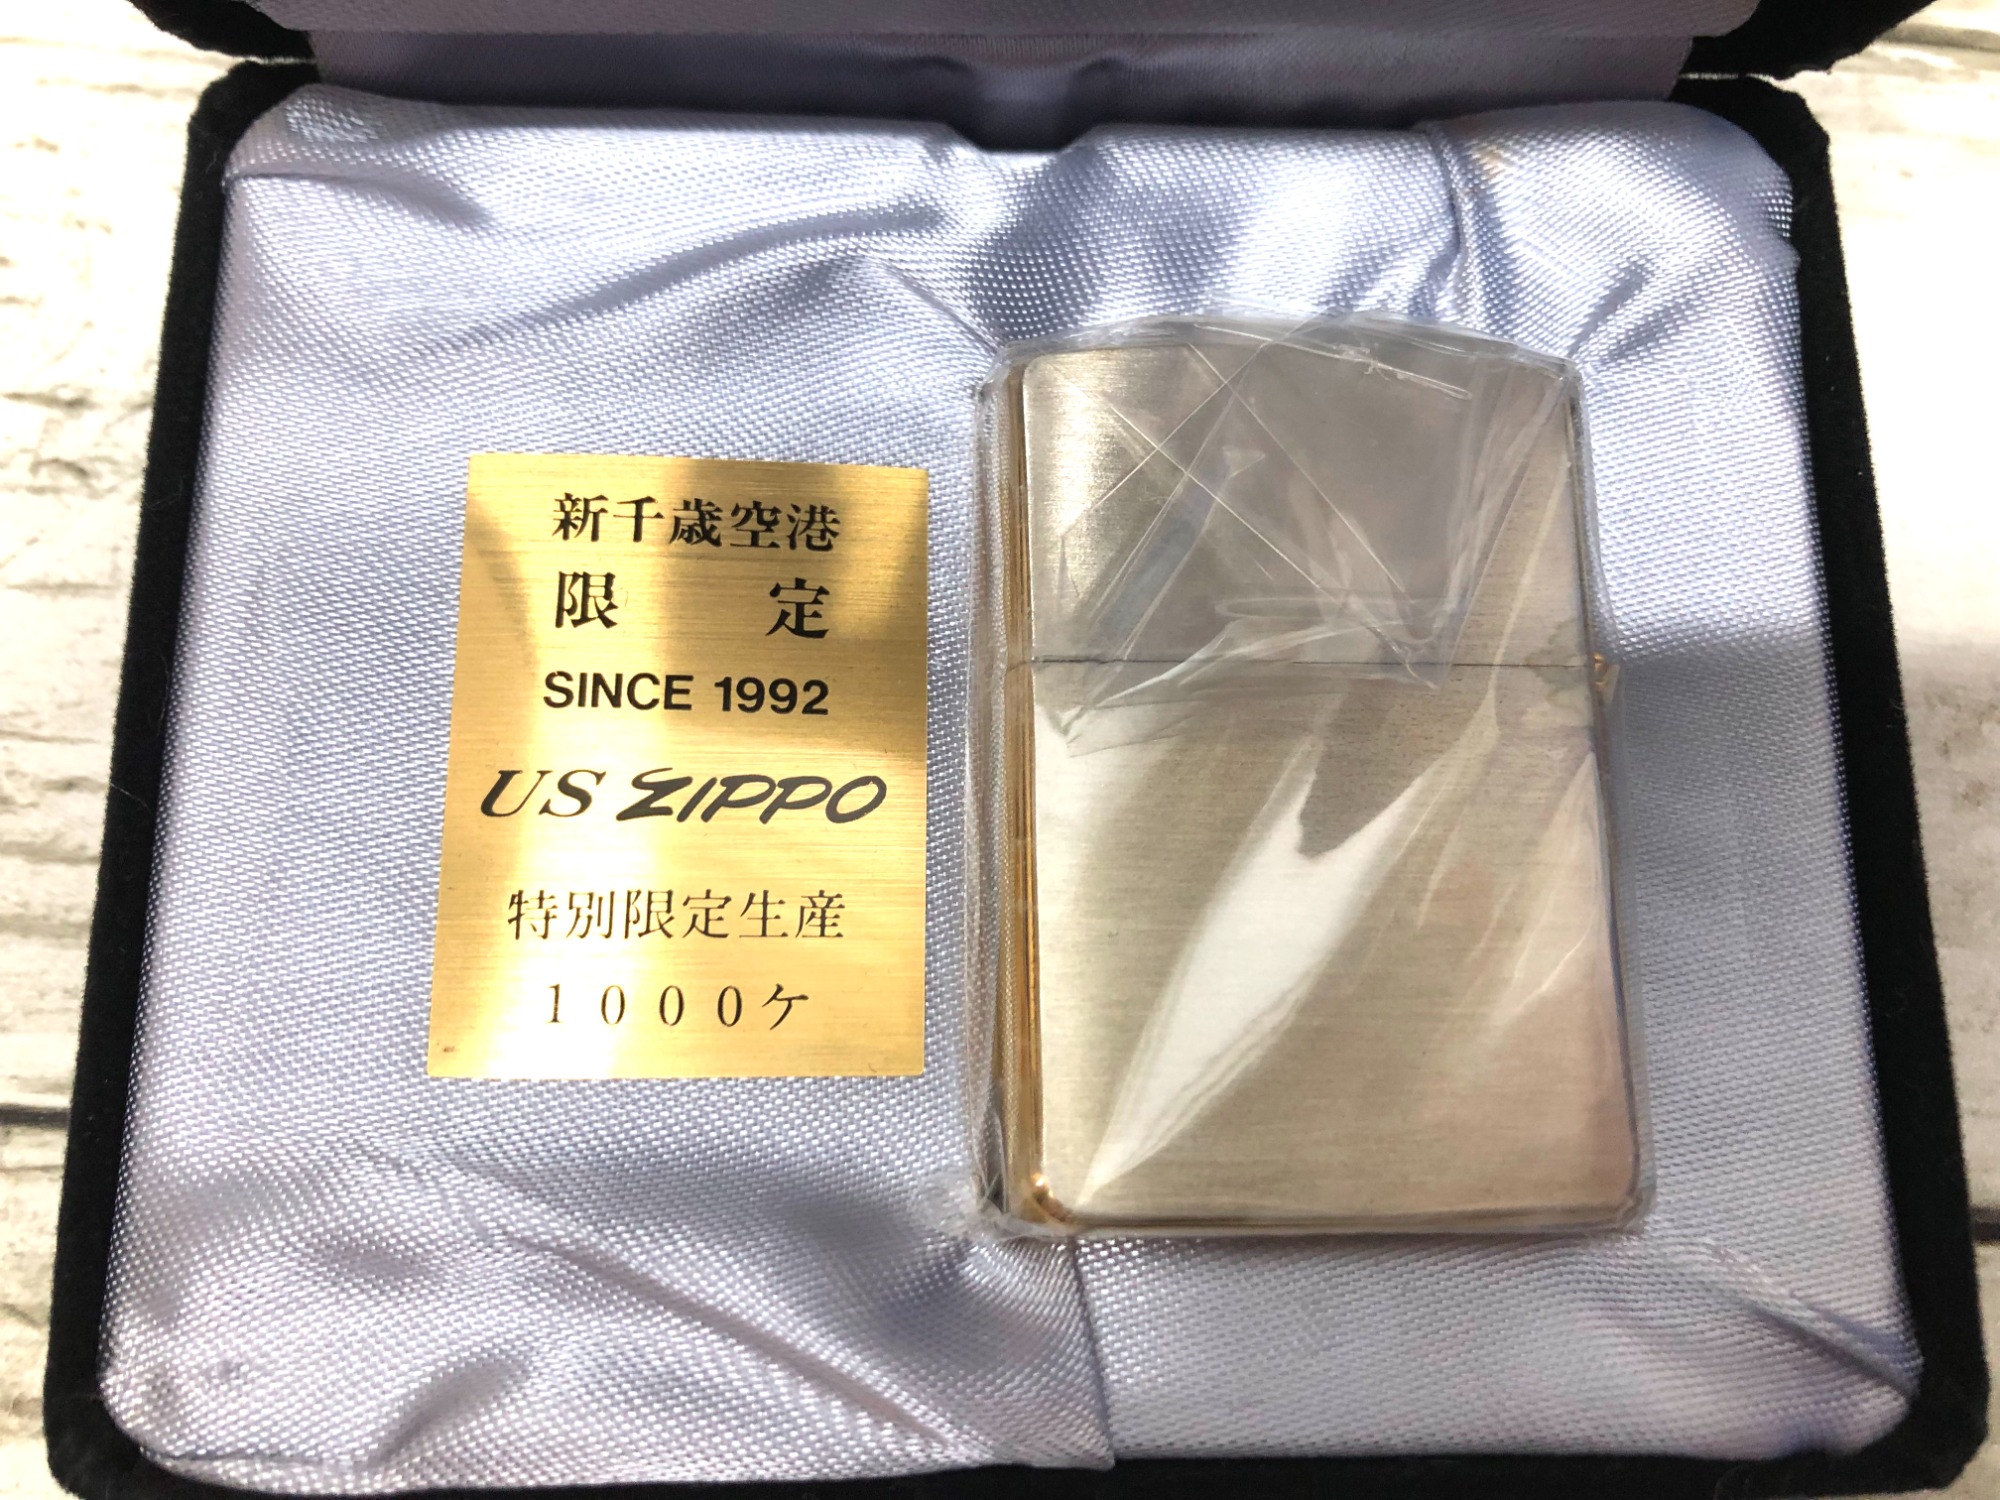 新千歳空港
限 定
SINCE 1992
US ZIPPO
特別限定生産
1000ケ